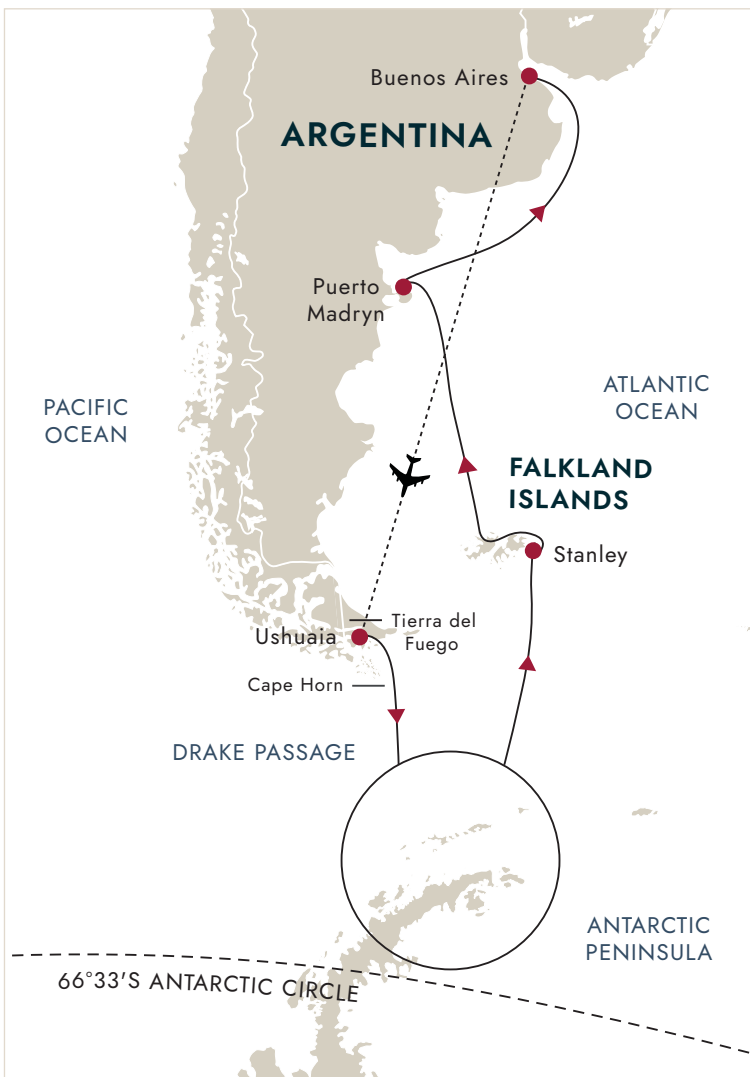 Buenos Aires
ARGENTINA
Puerto
Madryn
PACIFIC
OCEAN
ATLANTIC
OCEAN
FALKLAND
ISLANDS
Stanley
Tierra del
Fuego
Ushuaia
Cape Horn
DRAKE PASSAGE
ANTARCTIC
PENINSULA
66°33'S ANTARCTIC CIRCLE